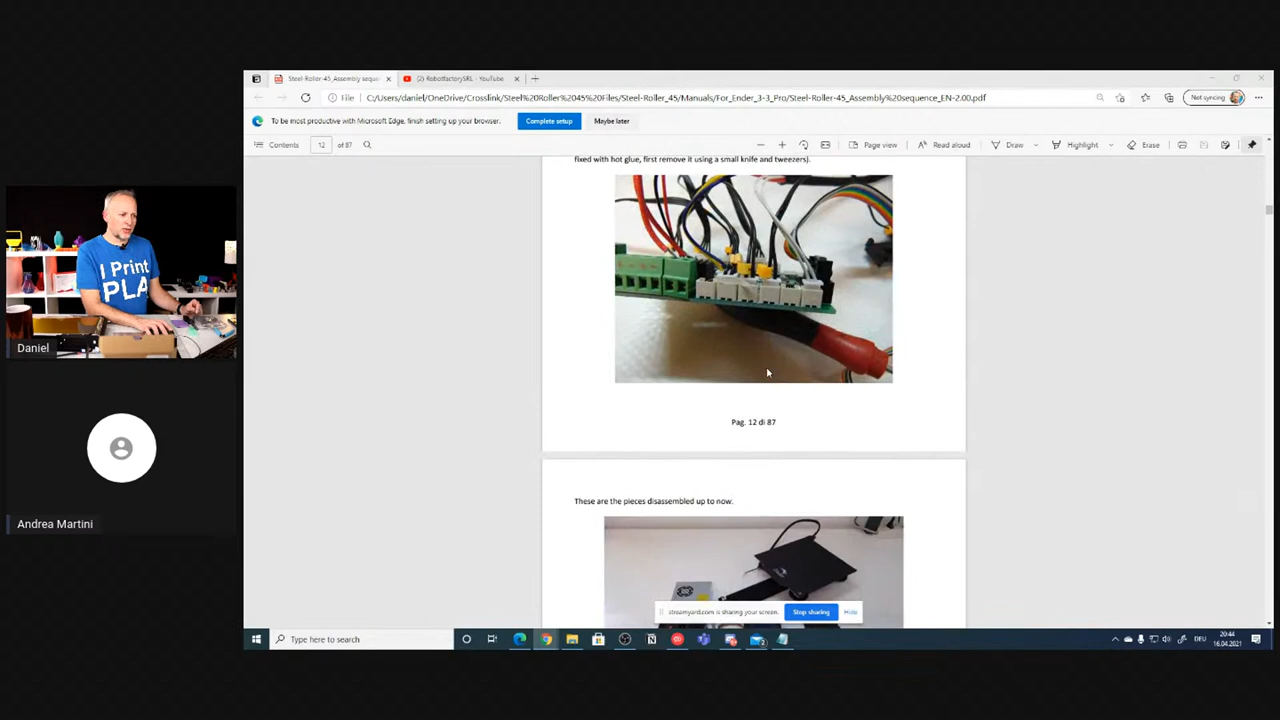 Steel-Roller-45_Assembly seque
(2) RobotfactorySRL - YouTube
File
C:/Users/daniel/OneDrive/Crosslink/Steel%20Roller%2045%20Files/Steel-Roller_45/Manuals/For_Ender_3-3_Pro/Steel-Roller-45_Assembly%20sequence_EN-2.00.pdf
Not syncing
To be most productive with Microsoft Edge, finish setting up your browser.
Complete setup
Maybe later
Contents
12
of 87
Page view
Read aloud
Draw
Highlight
Erase
fixed with hot glue, first remove it using a small knife and tweezers).
Pag. 12 di 87
These are the pieces disassembled up to now.
streamyard.com is sharing your screen.
Stop sharing
Hide
I Print
PLA
Daniel
Andrea Martini
Type here to search
2
DEU
20:44
16.04.2021